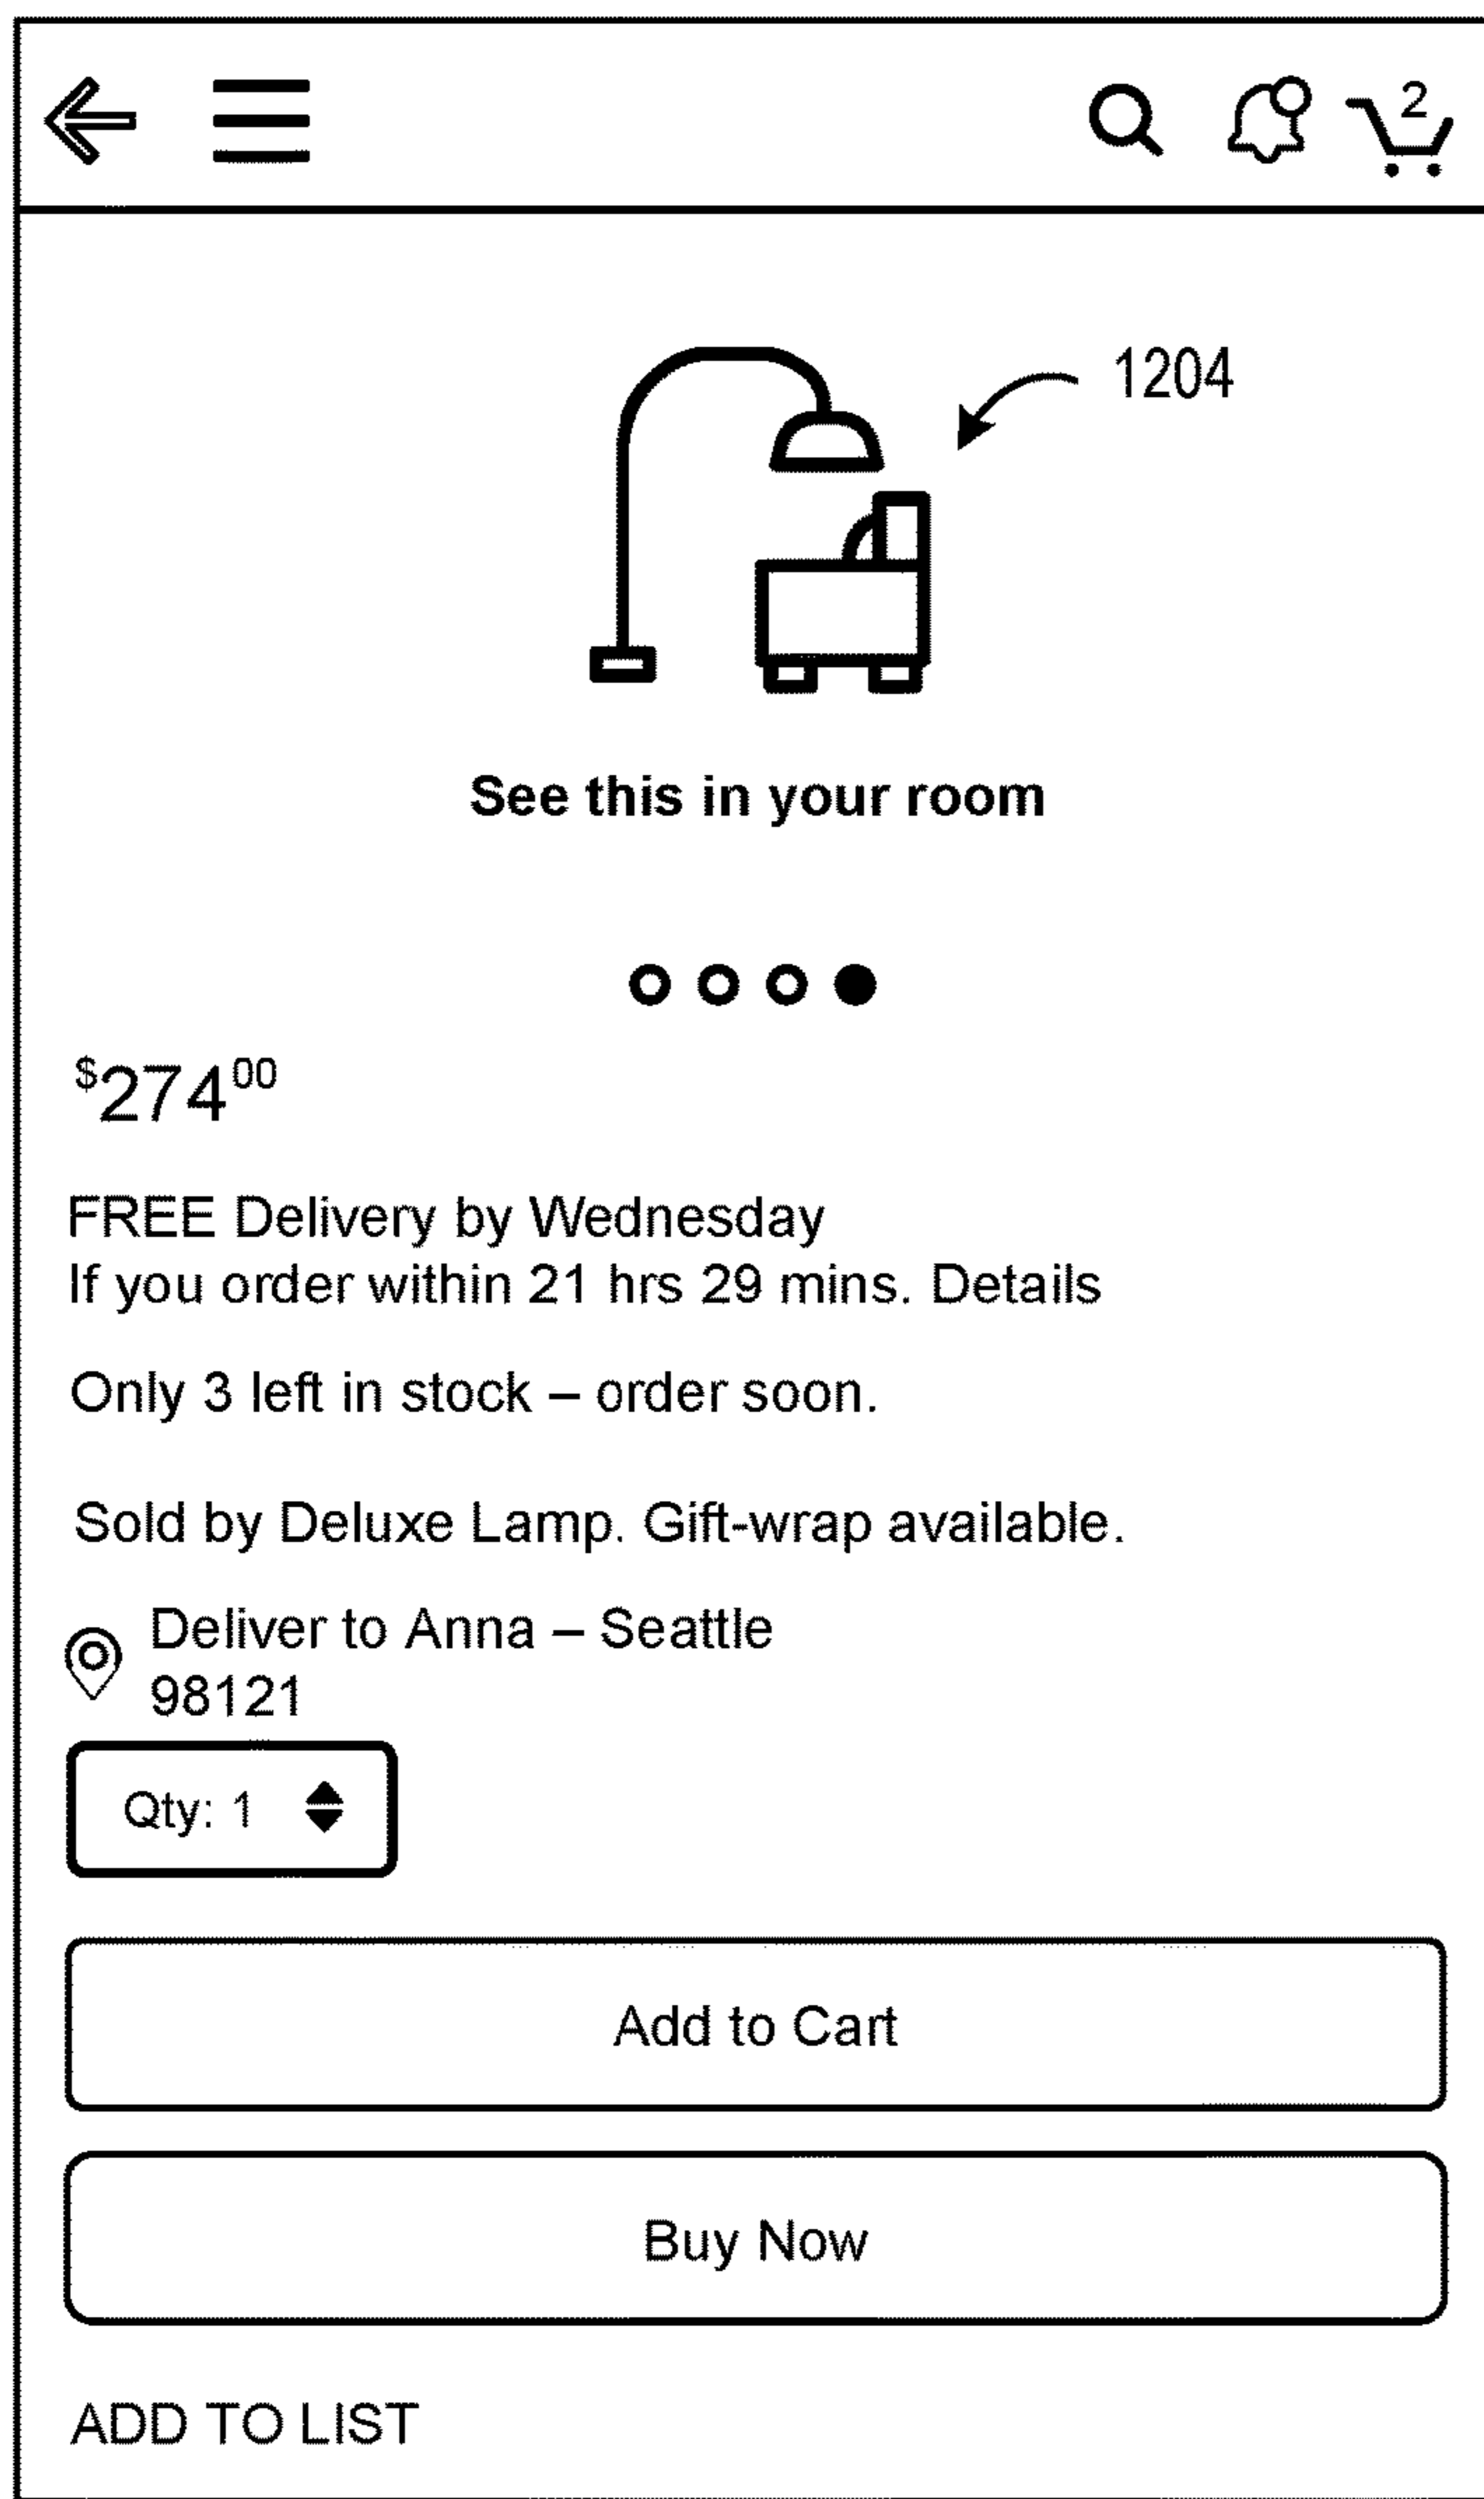 2
1204
See this in your room
$27400
FREE Delivery by Wednesday
If you order within 21 hrs 29 mins. Details
Only 3 left in stock – order soon.
Sold by Deluxe Lamp. Gift-wrap available.
Deliver to Anna – Seattle
98121
Qty: 1
Add to Cart
Buy Now
ADD TO LIST